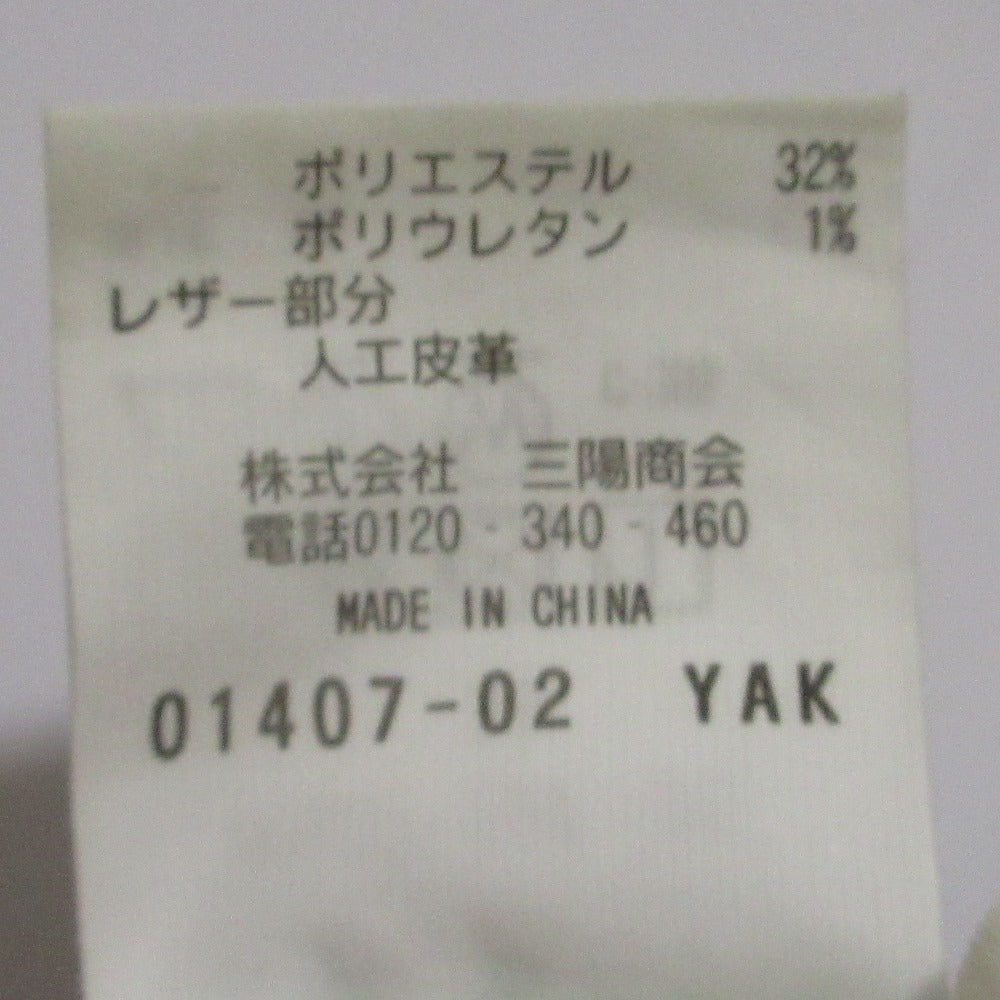 ポリエステル 32%
ポリウレタン 1%
レザー部分
人工皮革
株式会社 三陽商会
電話0120-340-460
MADE IN CHINA
01407-02 YAK